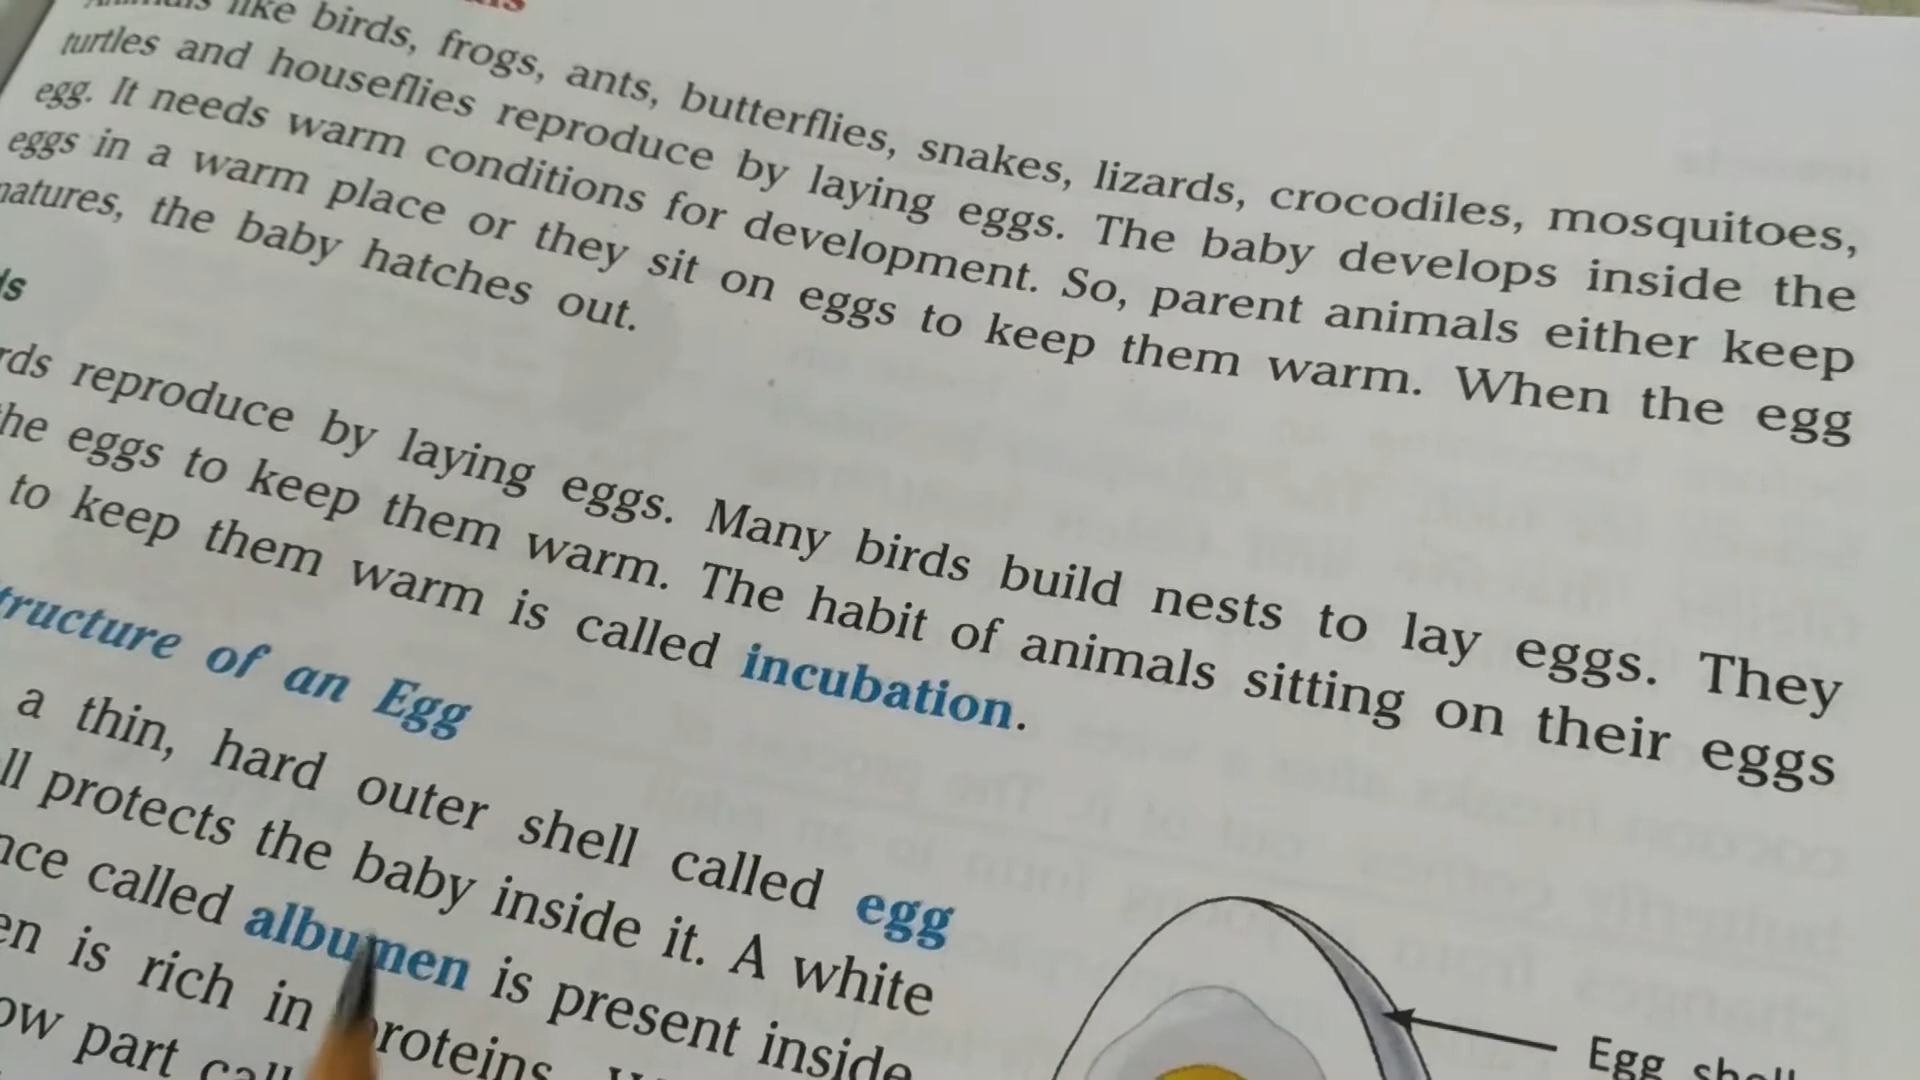 like birds, frogs, ants, butterflies, snakes, lizards, crocodiles, mosquitoes,
turtles and houseflies reproduce by laying eggs. The baby develops inside the
egg. It needs warm conditions for development. So, parent animals either keep
eggs in a warm place or they sit on eggs to keep them warm. When the egg
matures, the baby hatches out.
reproduce by laying eggs. Many birds build nests to lay eggs. They
the eggs to keep them warm. The habit of animals sitting on their eggs
to keep them warm is called incubation.
tructure of an Egg
a thin, hard outer shell called egg
ll protects the baby inside it. A white
nce called albumen is present inside
en is rich in proteins.
ow part call
Egg shell